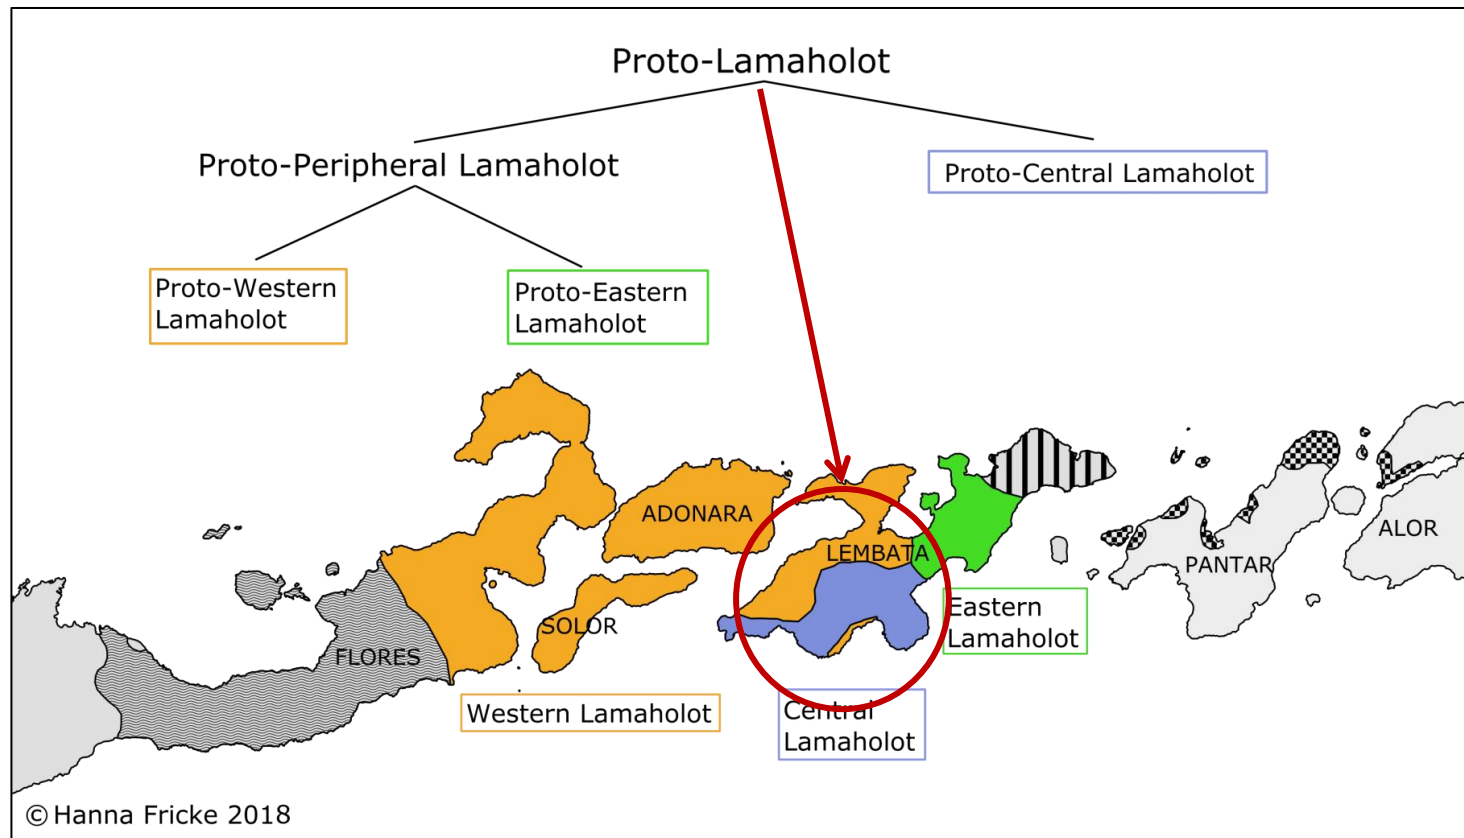 Proto-Lamaholot
Proto-Peripheral Lamaholot
Proto-Central Lamaholot
Proto-Western
Lamaholot
Proto-Eastern
Lamaholot
ADONARA
LEMBATA
ALOR
PANTAR
SOLOR
FLORES
Eastern
Lamaholot
Western Lamaholot
Central
Lamaholot
© Hanna Fricke 2018